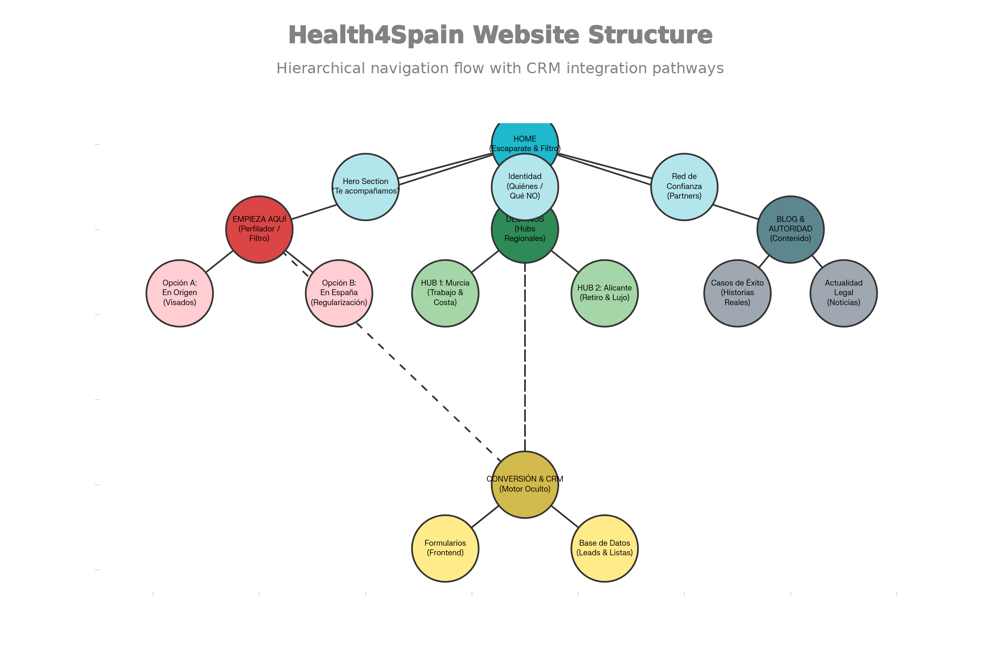 Health4Spain Website Structure
Hierarchical navigation flow with CRM integration pathways
HOME
(Escaparate & Filtro)
Hero Section
"Te acompañamos"
Identidad
(Quiénes /
Qué NO)
Red de
Confianza
(Partners)
EMPIEZA AQUÍ
(Perfilador /
Filtro)
DESTINOS
(Hubs
Regionales)
BLOG &
AUTORIDAD
(Contenido)
Opción A:
En Origen
(Visados)
Opción B:
En España
(Regularización)
HUB 1: Murcia
(Trabajo &
Costa)
HUB 2: Alicante
(Retiro & Lujo)
Casos de Éxito
(Historias
Reales)
Actualidad
Legal
(Noticias)
CONVERSIÓN & CRM
(Motor Oculto)
Formularios
(Frontend)
Base de Datos
(Leads & Listas)